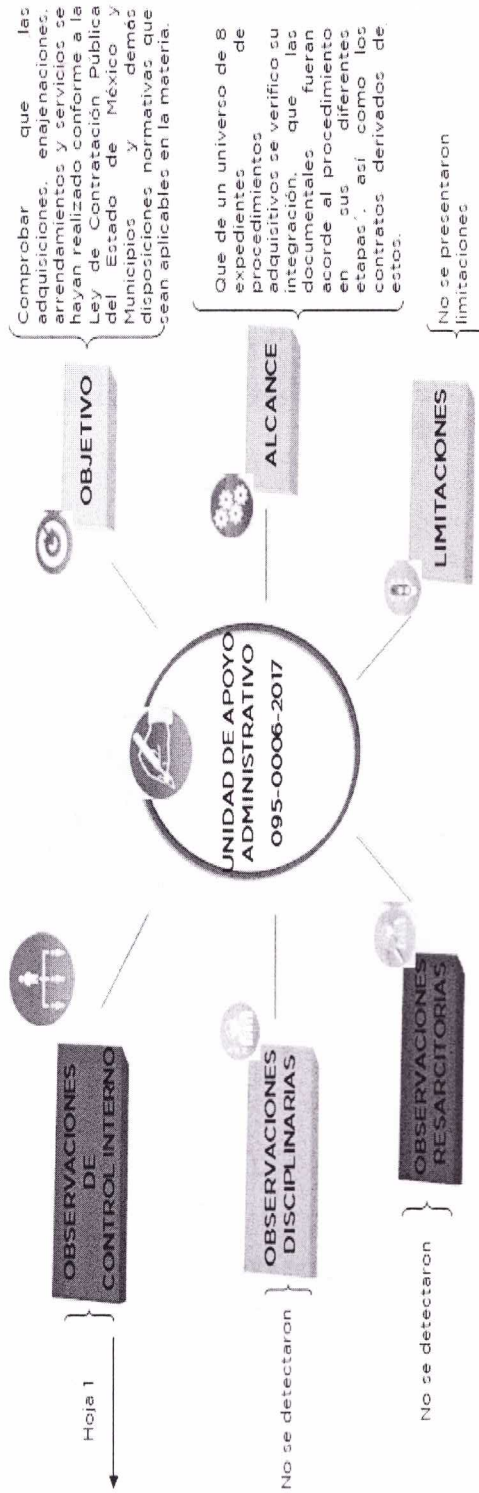 Hoja 1
OBSERVACIONES
DE
CONTROL INTERNO
No se detectaron
OBSERVACIONES
DISCIPLINARIAS
No se detectaron
OBSERVACIONES
RESARCITORIAS
UNIDAD DE APOYO
ADMINISTRATIVO
095-0006-2017
OBJETIVO
Comprobar que las
adquisiciones, enajenaciones,
arrendamientos y servicios se
hayan realizado conforme a la
Ley de Contratación Pública
del Estado de México y
Municipios y demás
disposiciones normativas que
sean aplicables en la materia.
ALCANCE
Que de un universo de 8
expedientes de
procedimientos
adquisitivos se verifico su
integración, que las
documentales fueran
acorde al procedimiento
en sus diferentes
etapas, así como los
contratos derivados de
estos.
LIMITACIONES
No se presentaron
limitaciones